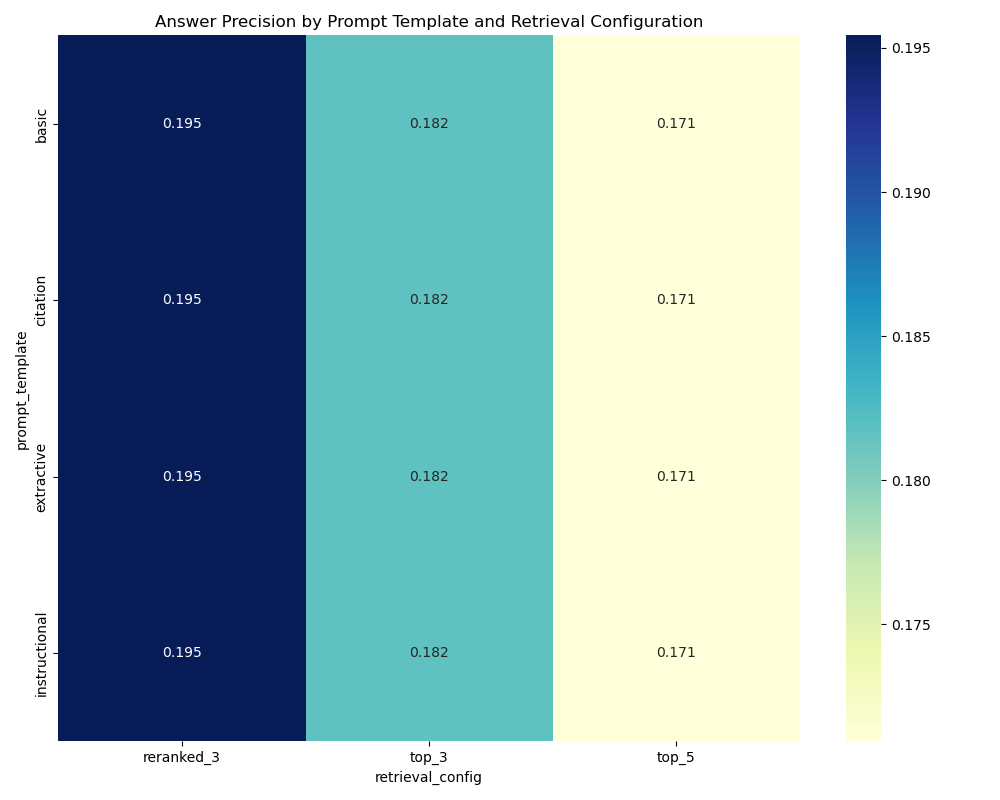 Answer Precision by Prompt Template and Retrieval Configuration
prompt_template
basic
0.195 0.182 0.171
citation
0.195 0.182 0.171
extractive
0.195 0.182 0.171
instructional
0.195 0.182 0.171
reranked_3 top_3 top_5
retrieval_config
0.195
0.190
0.185
0.180
0.175